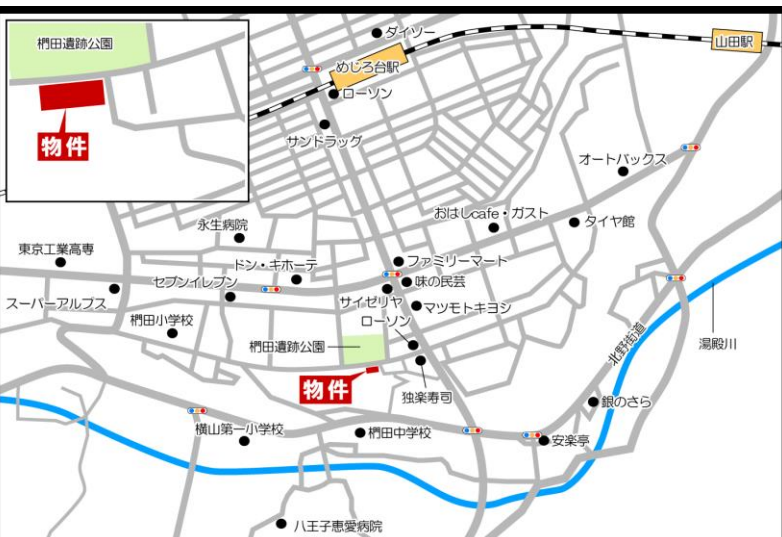 椚田遺跡公園
物件
ダイソー
めじろ台駅
山田駅
ローソン
サンドラッグ
オートバックス
おはしcafe・ガスト
タイヤ館
永生病院
東京工業高専
ドン・キホーテ
ファミリーマート
セブンイレブン
味の民芸
スーパーアルプス
サイゼリヤ
マツモトキヨシ
椚田小学校
ローソン
北野街道
湯殿川
椚田遺跡公園
物件
独楽寿司
銀のさら
横山第一小学校
椚田中学校
安楽亭
八王子恵愛病院